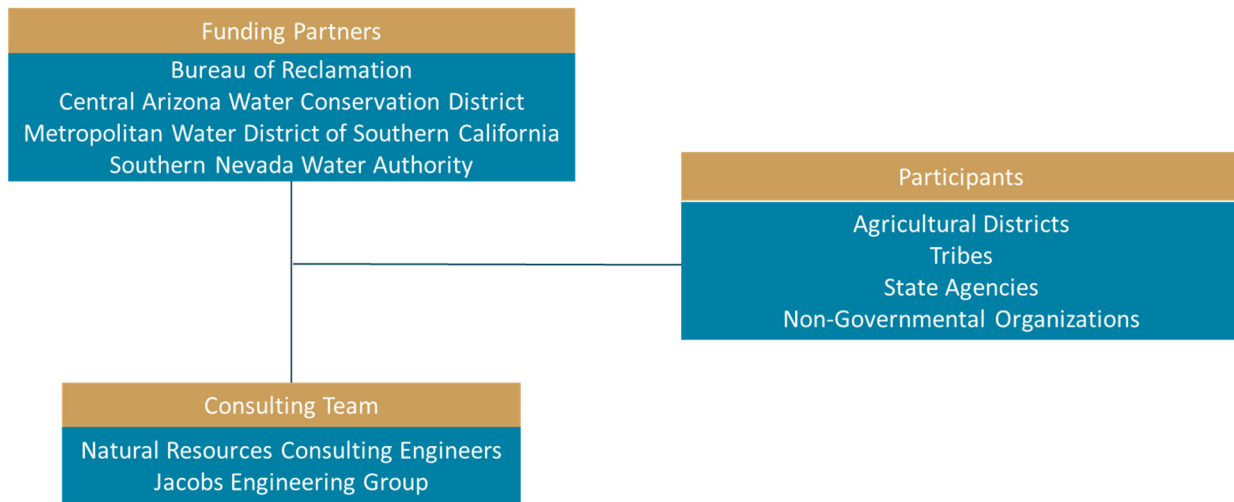 Funding Partners
Bureau of Reclamation
Central Arizona Water Conservation District
Metropolitan Water District of Southern California
Southern Nevada Water Authority
Participants
Agricultural Districts
Tribes
State Agencies
Non-Governmental Organizations
Consulting Team
Natural Resources Consulting Engineers
Jacobs Engineering Group